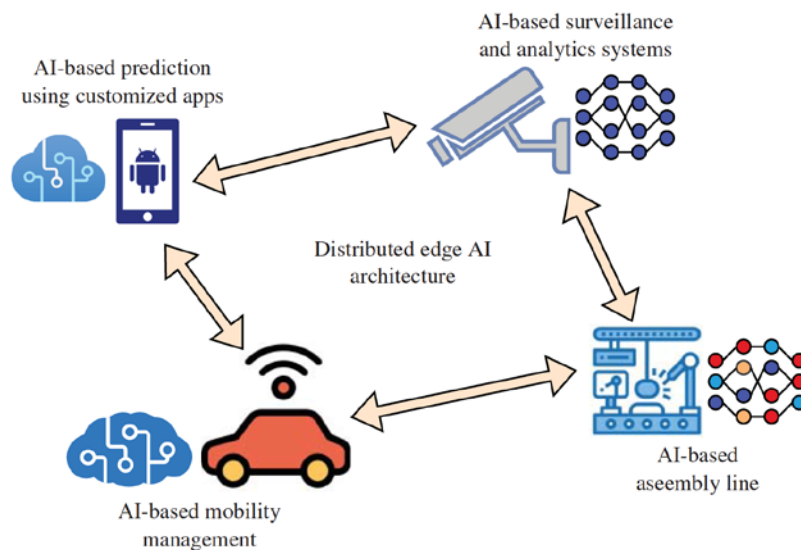 AI-based surveillance
and analytics systems
AI-based prediction
using customized apps
Distributed edge AI
architecture
AI-based
aseembly line
AI-based mobility
management